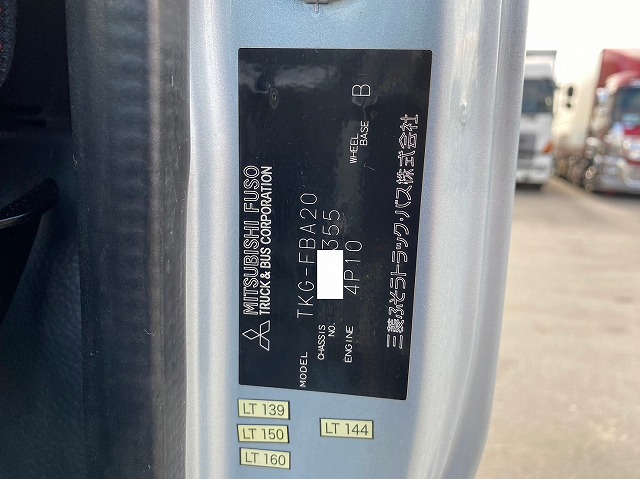 MITSUBISHI FUSO
TRUCK & BUS CORPORATION
MODEL TKG-FBA20
CHASSIS NO. 355
ENGINE 4P10
WHEEL BASE B
三菱ふそうトラック・バス株式会社
LT 139
LT 150
LT 144
LT 160